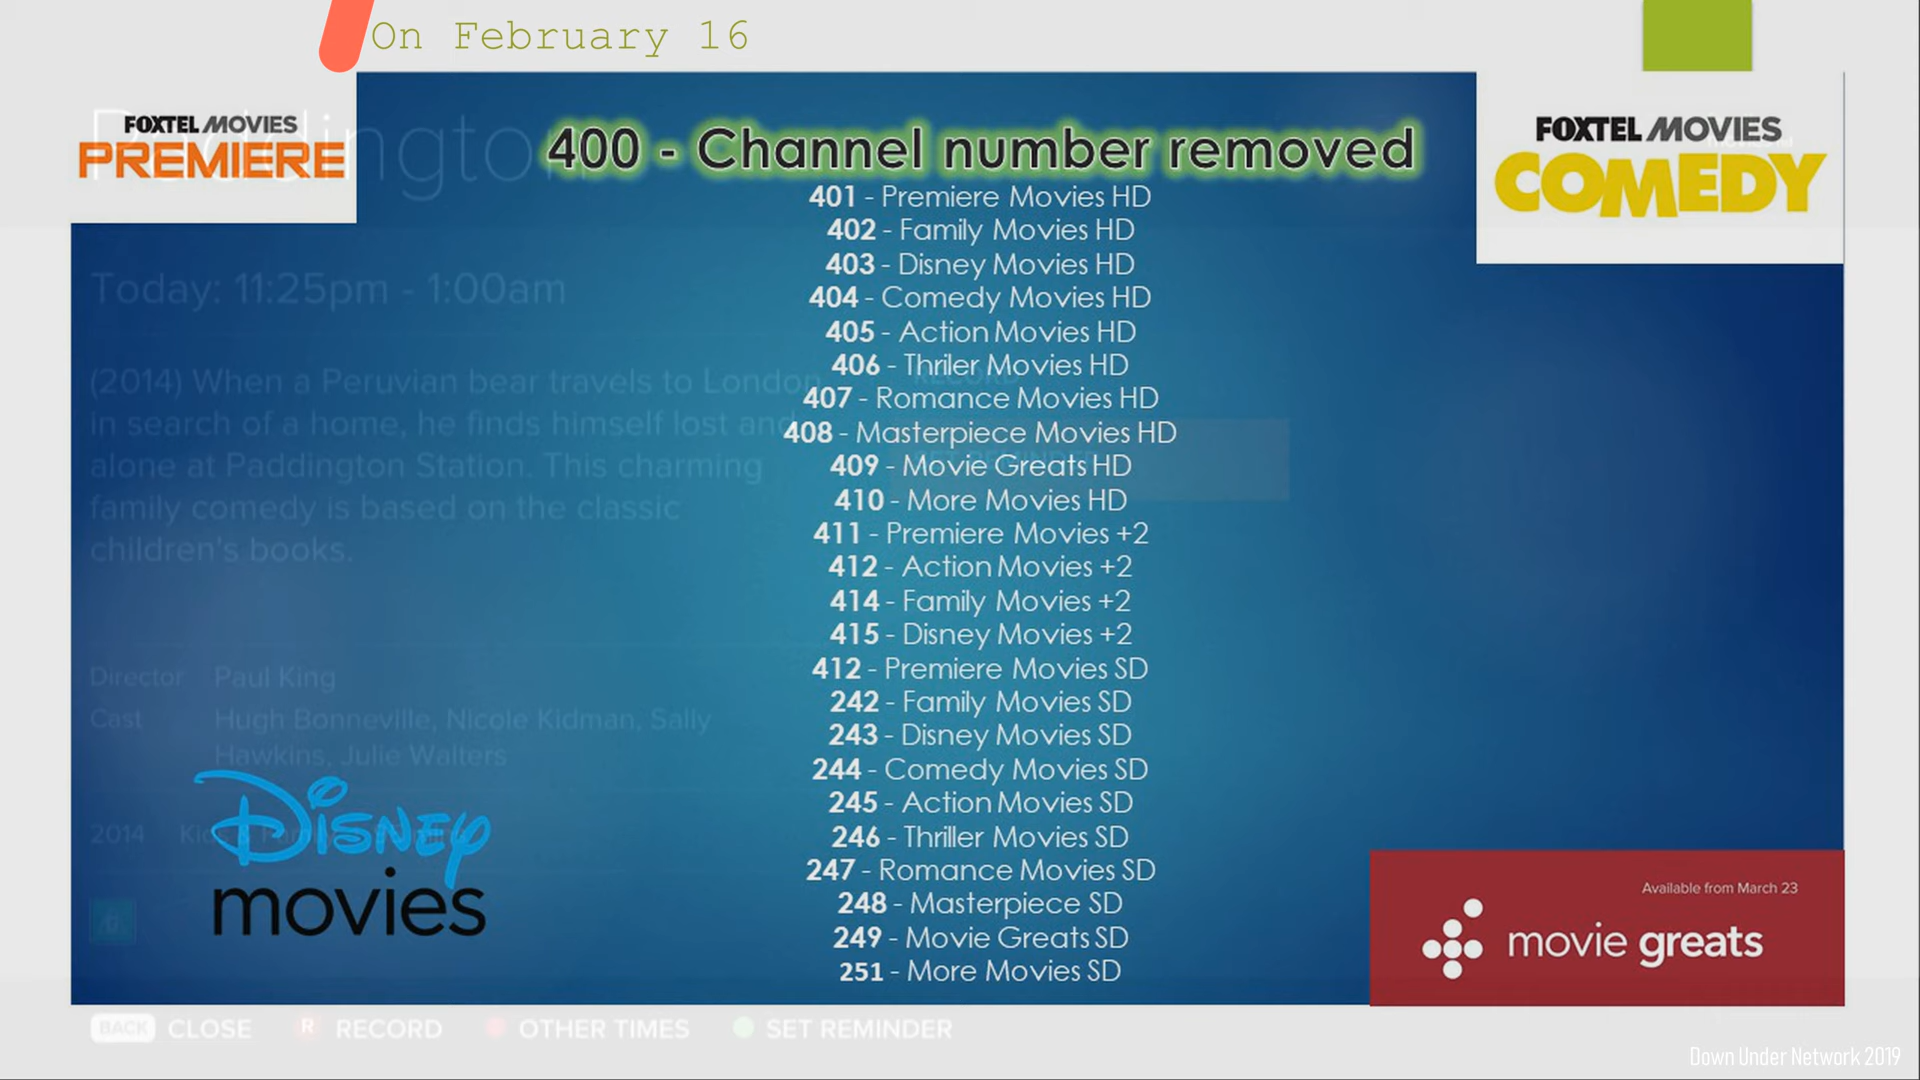 On February 16
FOXTEL MOVIES
PREMIERE
Paddington
400 - Channel number removed
FOXTEL MOVIES
COMEDY
401 - Premiere Movies HD
402 - Family Movies HD
403 - Disney Movies HD
404 - Comedy Movies HD
405 - Action Movies HD
406 - Thriler Movies HD
407 - Romance Movies HD
408 - Masterpiece Movies HD
409 - Movie Greats HD
410 - More Movies HD
411 - Premiere Movies +2
412 - Action Movies +2
414 - Family Movies +2
415 - Disney Movies +2
412 - Premiere Movies SD
242 - Family Movies SD
243 - Disney Movies SD
244 - Comedy Movies SD
245 - Action Movies SD
246 - Thriller Movies SD
247 - Romance Movies SD
248 - Masterpiece SD
249 - Movie Greats SD
251 - More Movies SD
Today: 11:25pm - 1:00am
(2014) When a Peruvian bear travels to London
in search of a home, he finds himself lost and
alone at Paddington Station. This charming
family comedy is based on the classic
children's books.
RECORD
Director Paul King
Cast Hugh Bonneville, Nicole Kidman, Sally
Hawkins, Julie Walters
2014
Disney
movies
Available from March 23
movie greats
BACK CLOSE R RECORD OTHER TIMES SET REMINDER
Down Under Network 2019